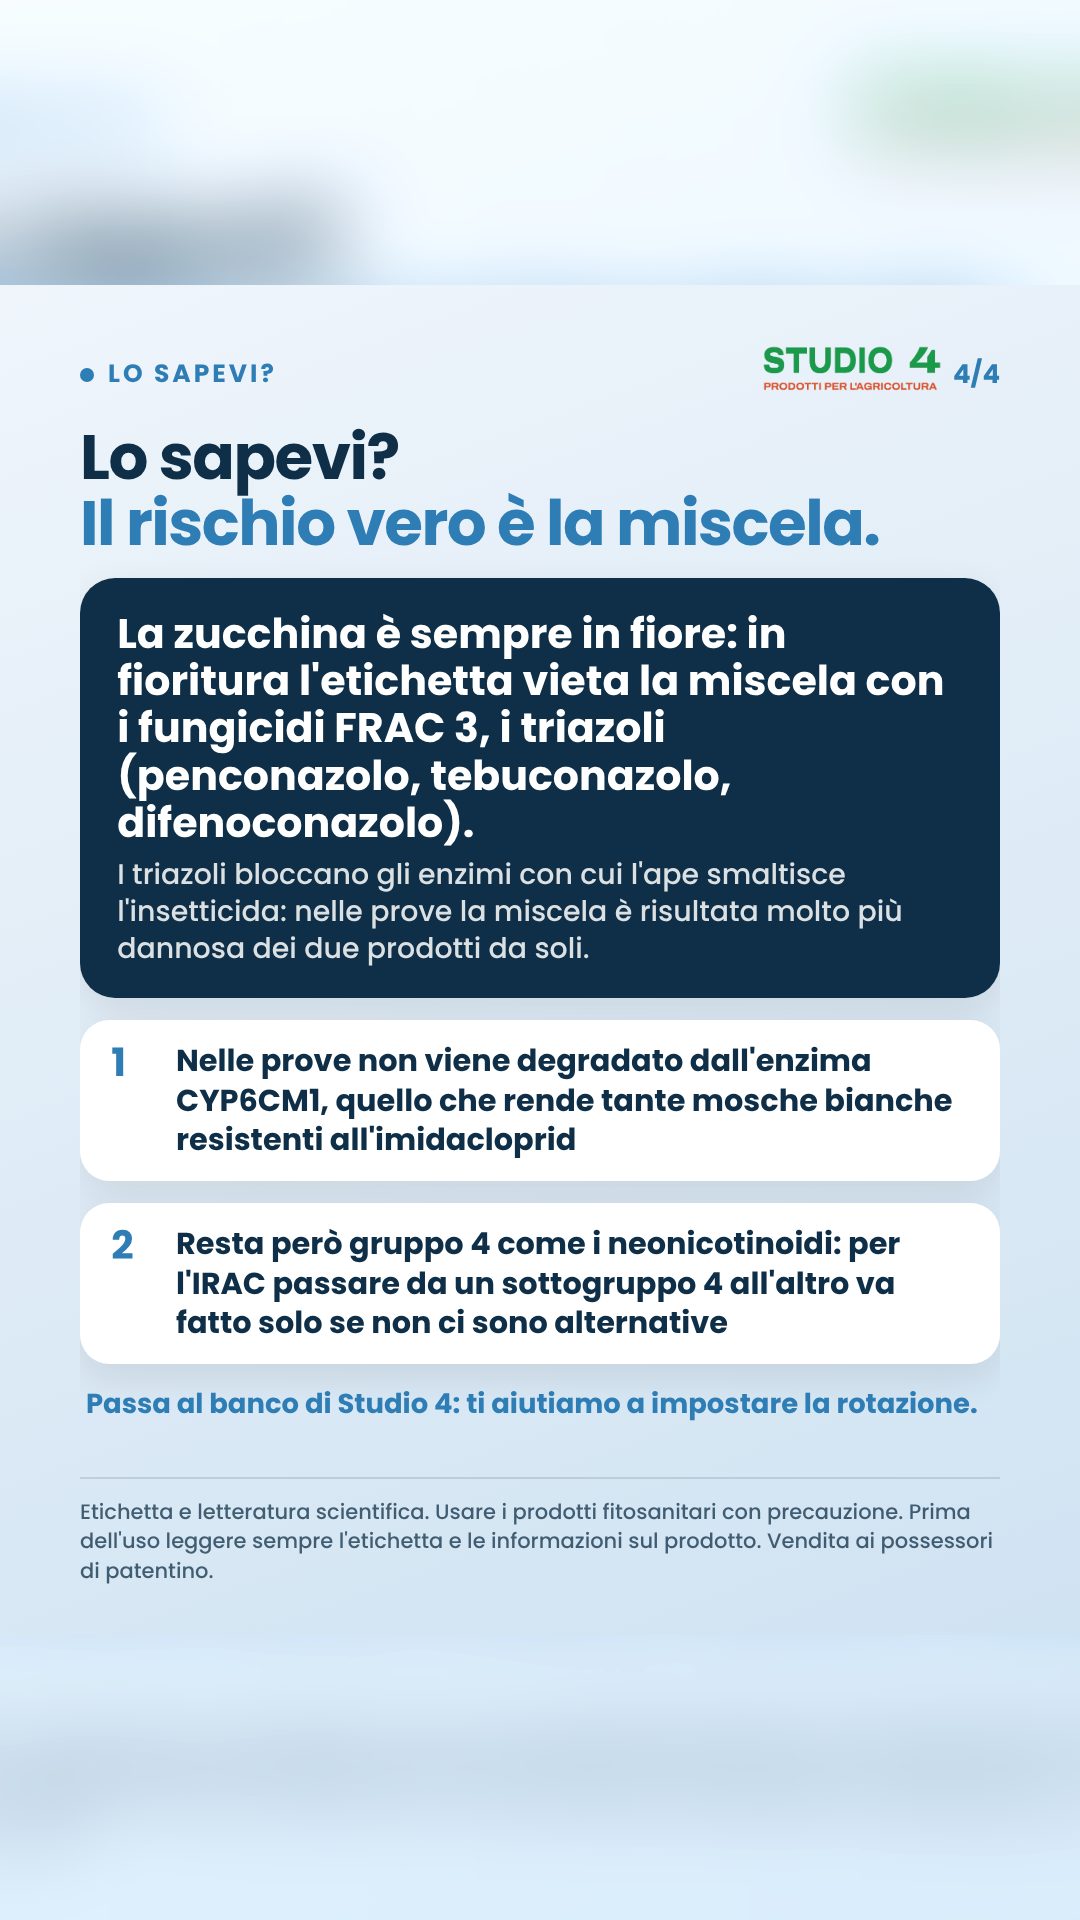 LO SAPEVI?
STUDIO 4
PRODOTTI PER L'AGRICOLTURA
4/4
Lo sapevi?
Il rischio vero è la miscela.
La zucchina è sempre in fiore: in
fioritura l'etichetta vieta la miscela con
i fungicidi FRAC 3, i triazoli
(penconazolo, tebuconazolo,
difenoconazolo).
I triazoli bloccano gli enzimi con cui l'ape smaltisce
l'insetticida: nelle prove la miscela è risultata molto più
dannosa dei due prodotti da soli.
1
Nelle prove non viene degradato dall'enzima
CYP6CM1, quello che rende tante mosche bianche
resistenti all'imidacloprid
2
Resta però gruppo 4 come i neonicotinoidi: per
l'IRAC passare da un sottogruppo 4 all'altro va
fatto solo se non ci sono alternative
Passa al banco di Studio 4: ti aiutiamo a impostare la rotazione.
Etichetta e letteratura scientifica. Usare i prodotti fitosanitari con precauzione. Prima
dell'uso leggere sempre l'etichetta e le informazioni sul prodotto. Vendita ai possessori
di patentino.